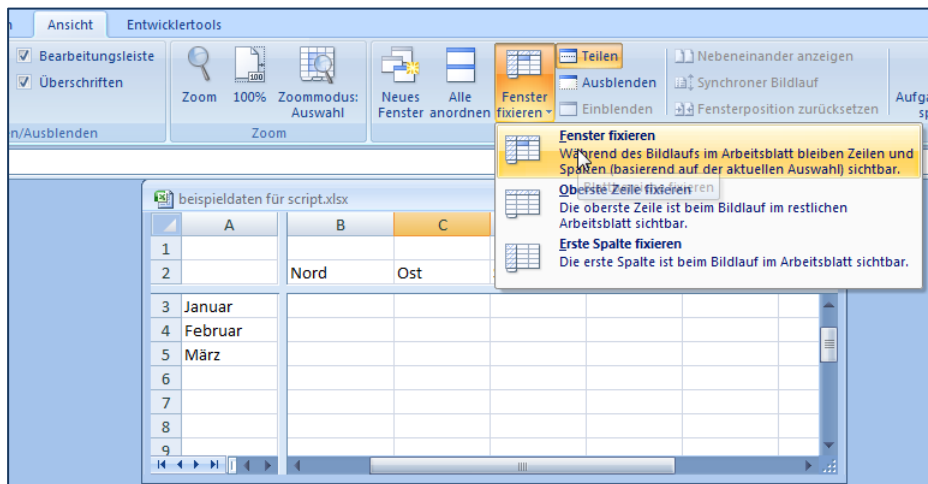 Ansicht Entwicklertools
Bearbeitungsleiste
Überschriften
n/Ausblenden
Zoom
100%
Zoommodus:
Auswahl
Zoom
Neues
Fenster
Alle
anordnen
Fenster
fixieren
Teilen
Ausblenden
Einblenden
Nebeneinander anzeigen
Synchroner Bildlauf
Fensterposition zurücksetzen
Aufga
Fenster fixieren
Während des Bildlaufs im Arbeitsblatt bleiben Zeilen und
Spalten (basierend auf der aktuellen Auswahl) sichtbar.
Oberste Zeile fixieren
Die oberste Zeile ist beim Bildlauf im restlichen
Arbeitsblatt sichtbar.
Erste Spalte fixieren
Die erste Spalte ist beim Bildlauf im Arbeitsblatt sichtbar.
beispieldaten für script.xlsx
A B C
1
2 Nord Ost
3 Januar
4 Februar
5 März
6
7
8
9